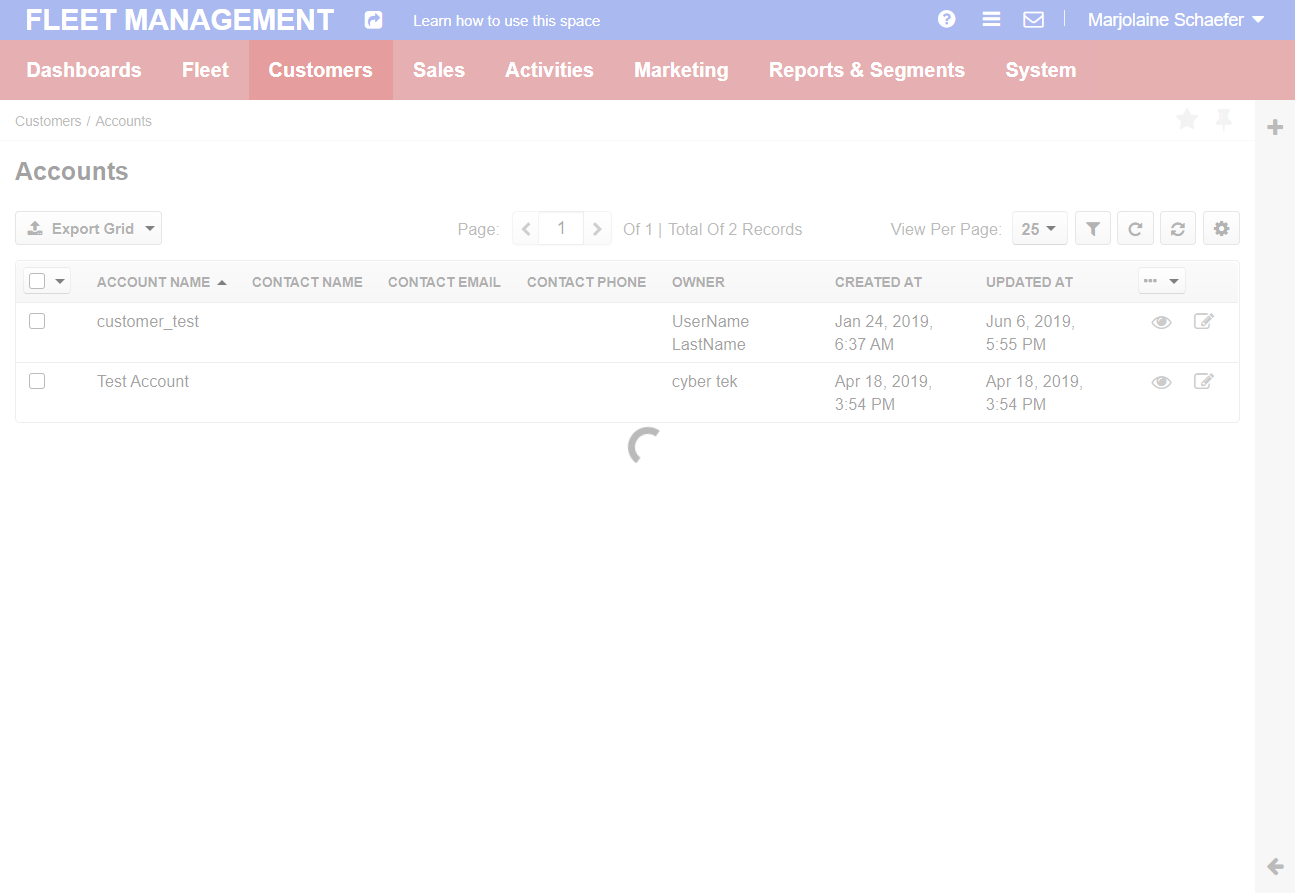 FLEET MANAGEMENT Learn how to use this space Marjolaine Schaefer
Dashboards Fleet Customers Sales Activities Marketing Reports & Segments System
Customers / Accounts
Accounts
Export Grid Page: 1 Of 1 | Total Of 2 Records View Per Page: 25
ACCOUNT NAME CONTACT NAME CONTACT EMAIL CONTACT PHONE OWNER CREATED AT UPDATED AT
customer_test UserName Jan 24, 2019, Jun 6, 2019,
LastName 6:37 AM 5:55 PM
Test Account cyber tek Apr 18, 2019, Apr 18, 2019,
3:54 PM 3:54 PM